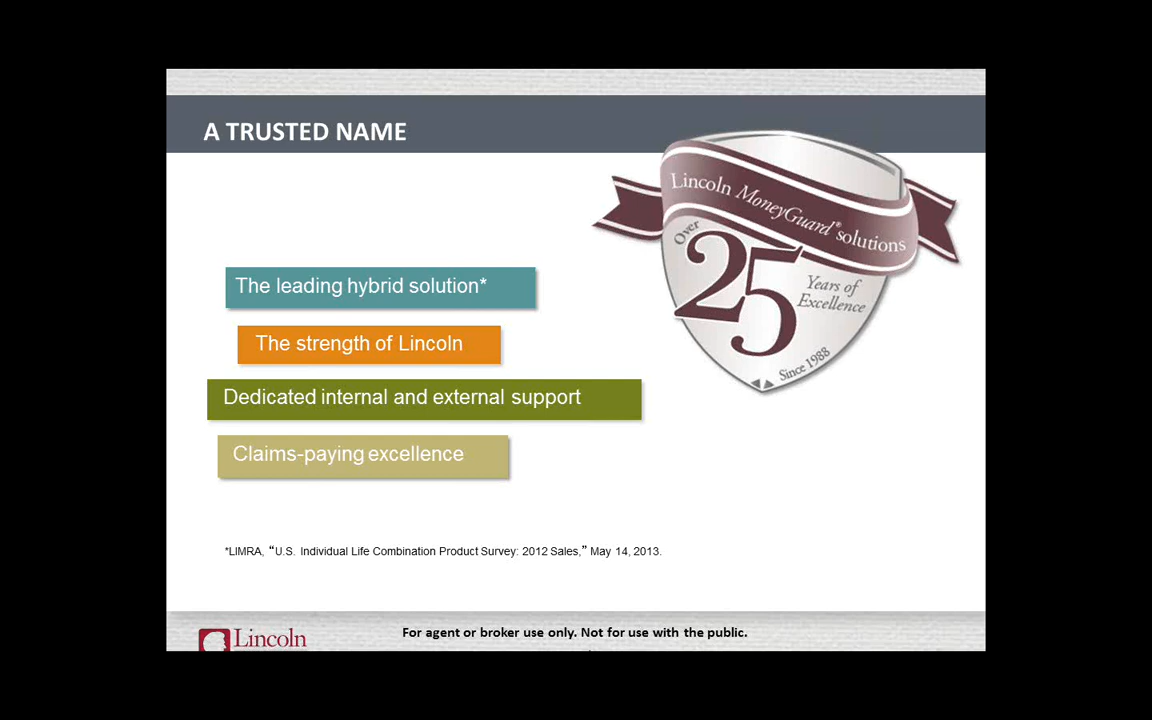 A TRUSTED NAME
Lincoln MoneyGuard® solutions
Over
25
Years of
Excellence
Since 1988
The leading hybrid solution*
The strength of Lincoln
Dedicated internal and external support
Claims-paying excellence
*LIMRA, “U.S. Individual Life Combination Product Survey: 2012 Sales,” May 14, 2013.
Lincoln
For agent or broker use only. Not for use with the public.